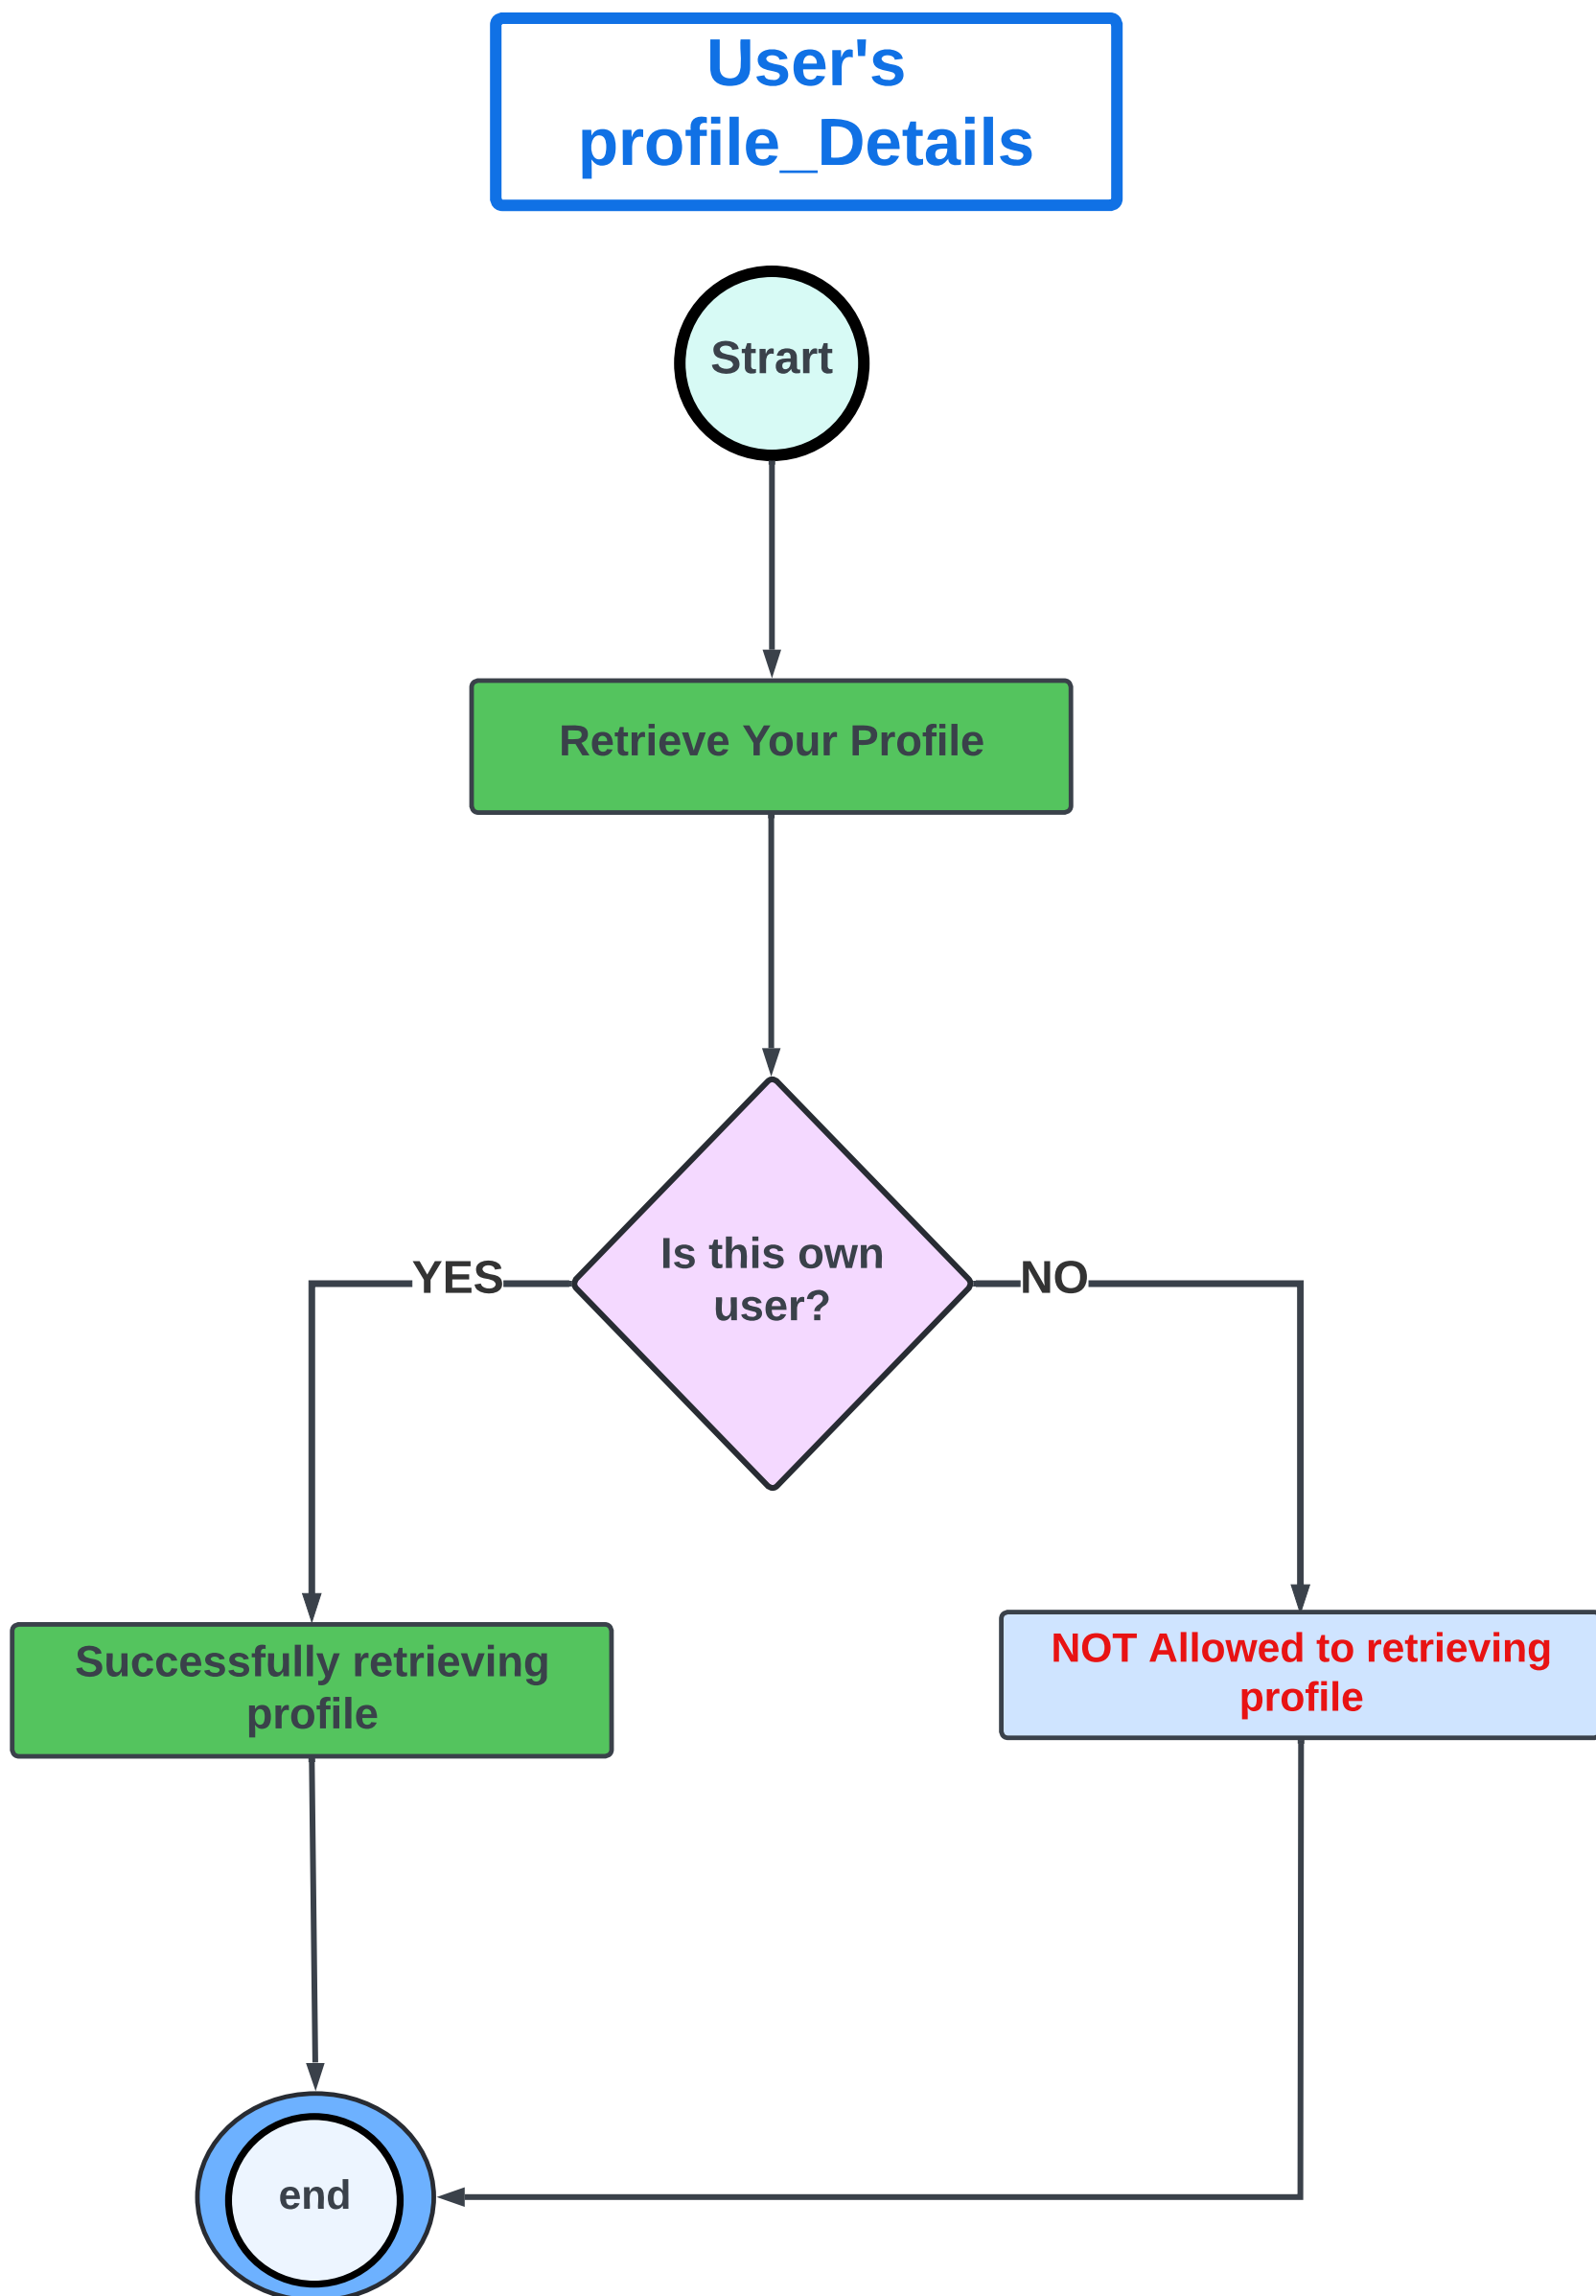 User's
profile_Details
Strart
Retrieve Your Profile
Is this own
user?
YES
NO
Successfully retrieving
profile
NOT Allowed to retrieving
profile
end